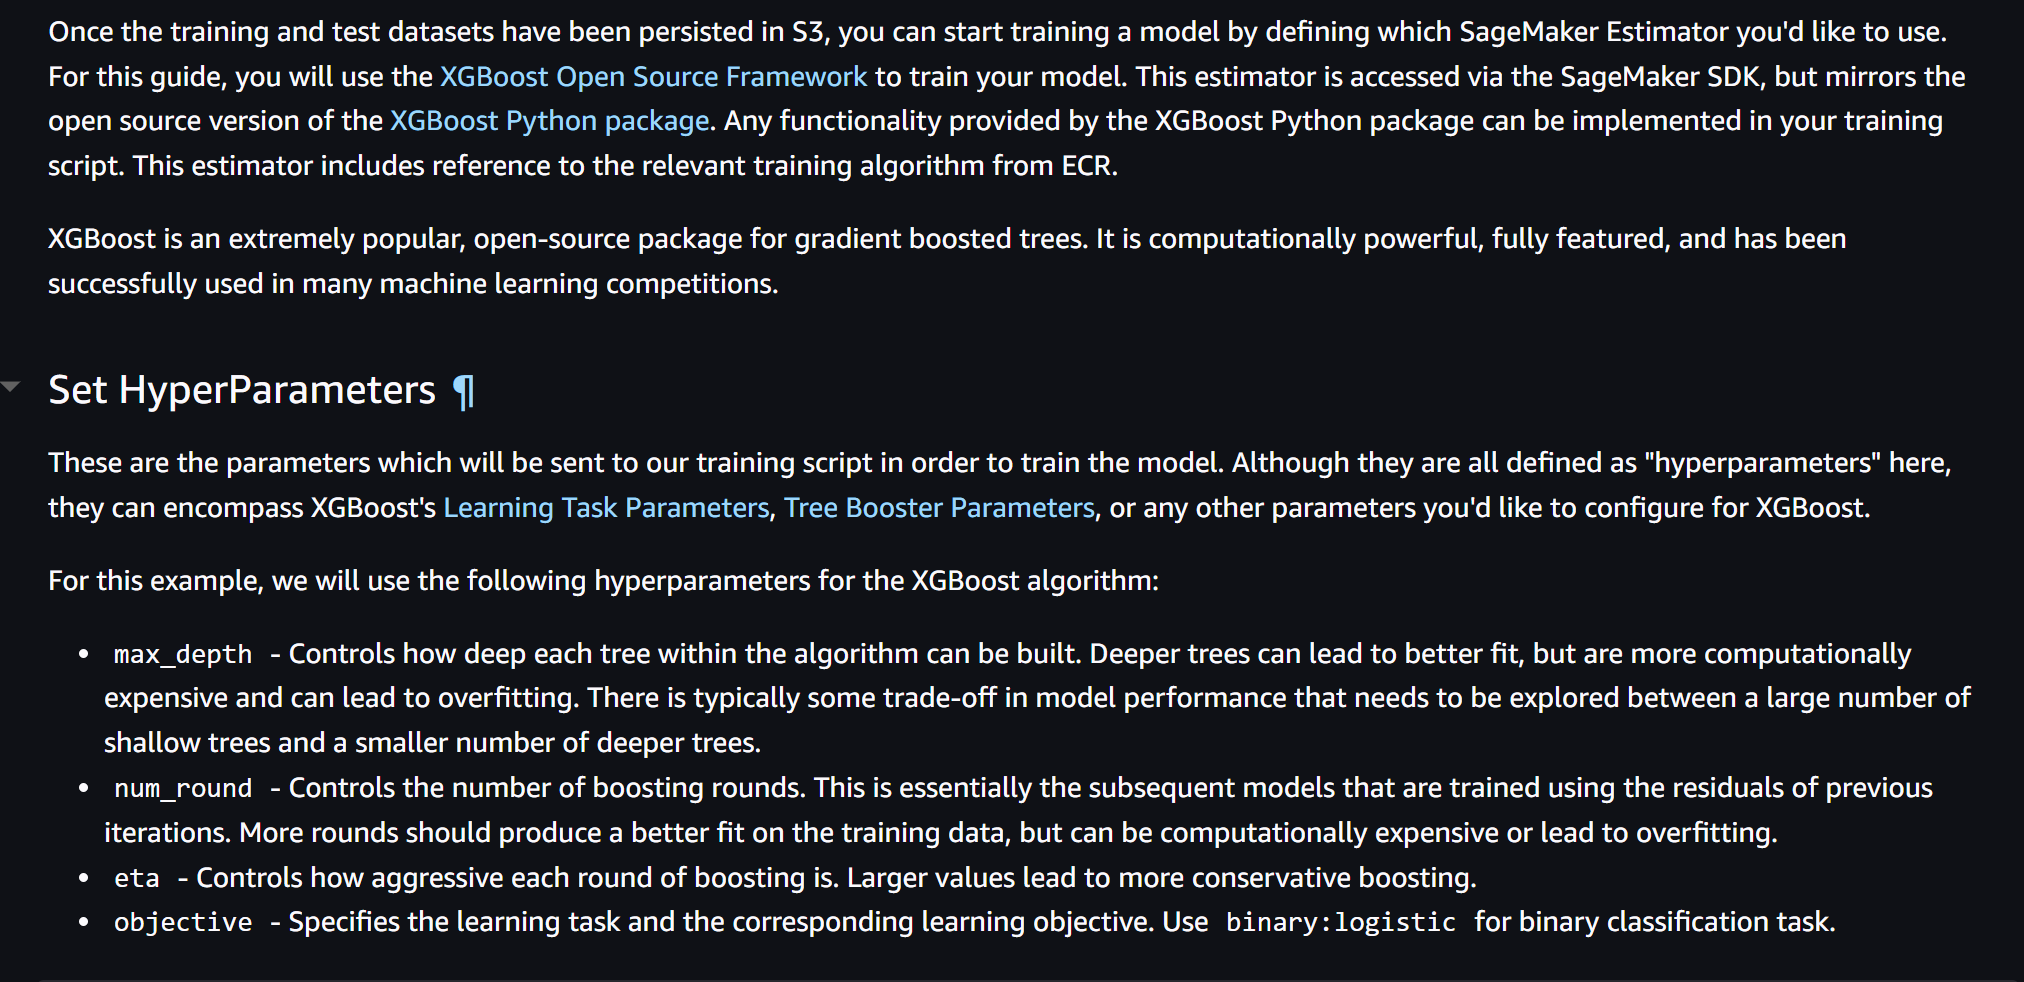 Once the training and test datasets have been persisted in S3, you can start training a model by defining which SageMaker Estimator you'd like to use.
For this guide, you will use the XGBoost Open Source Framework to train your model. This estimator is accessed via the SageMaker SDK, but mirrors the
open source version of the XGBoost Python package. Any functionality provided by the XGBoost Python package can be implemented in your training
script. This estimator includes reference to the relevant training algorithm from ECR.
XGBoost is an extremely popular, open-source package for gradient boosted trees. It is computationally powerful, fully featured, and has been
successfully used in many machine learning competitions.
Set HyperParameters ¶
These are the parameters which will be sent to our training script in order to train the model. Although they are all defined as "hyperparameters" here,
they can encompass XGBoost's Learning Task Parameters, Tree Booster Parameters, or any other parameters you'd like to configure for XGBoost.
For this example, we will use the following hyperparameters for the XGBoost algorithm:
• max_depth - Controls how deep each tree within the algorithm can be built. Deeper trees can lead to better fit, but are more computationally
expensive and can lead to overfitting. There is typically some trade-off in model performance that needs to be explored between a large number of
shallow trees and a smaller number of deeper trees.
• num_round - Controls the number of boosting rounds. This is essentially the subsequent models that are trained using the residuals of previous
iterations. More rounds should produce a better fit on the training data, but can be computationally expensive or lead to overfitting.
• eta - Controls how aggressive each round of boosting is. Larger values lead to more conservative boosting.
• objective - Specifies the learning task and the corresponding learning objective. Use binary:logistic for binary classification task.